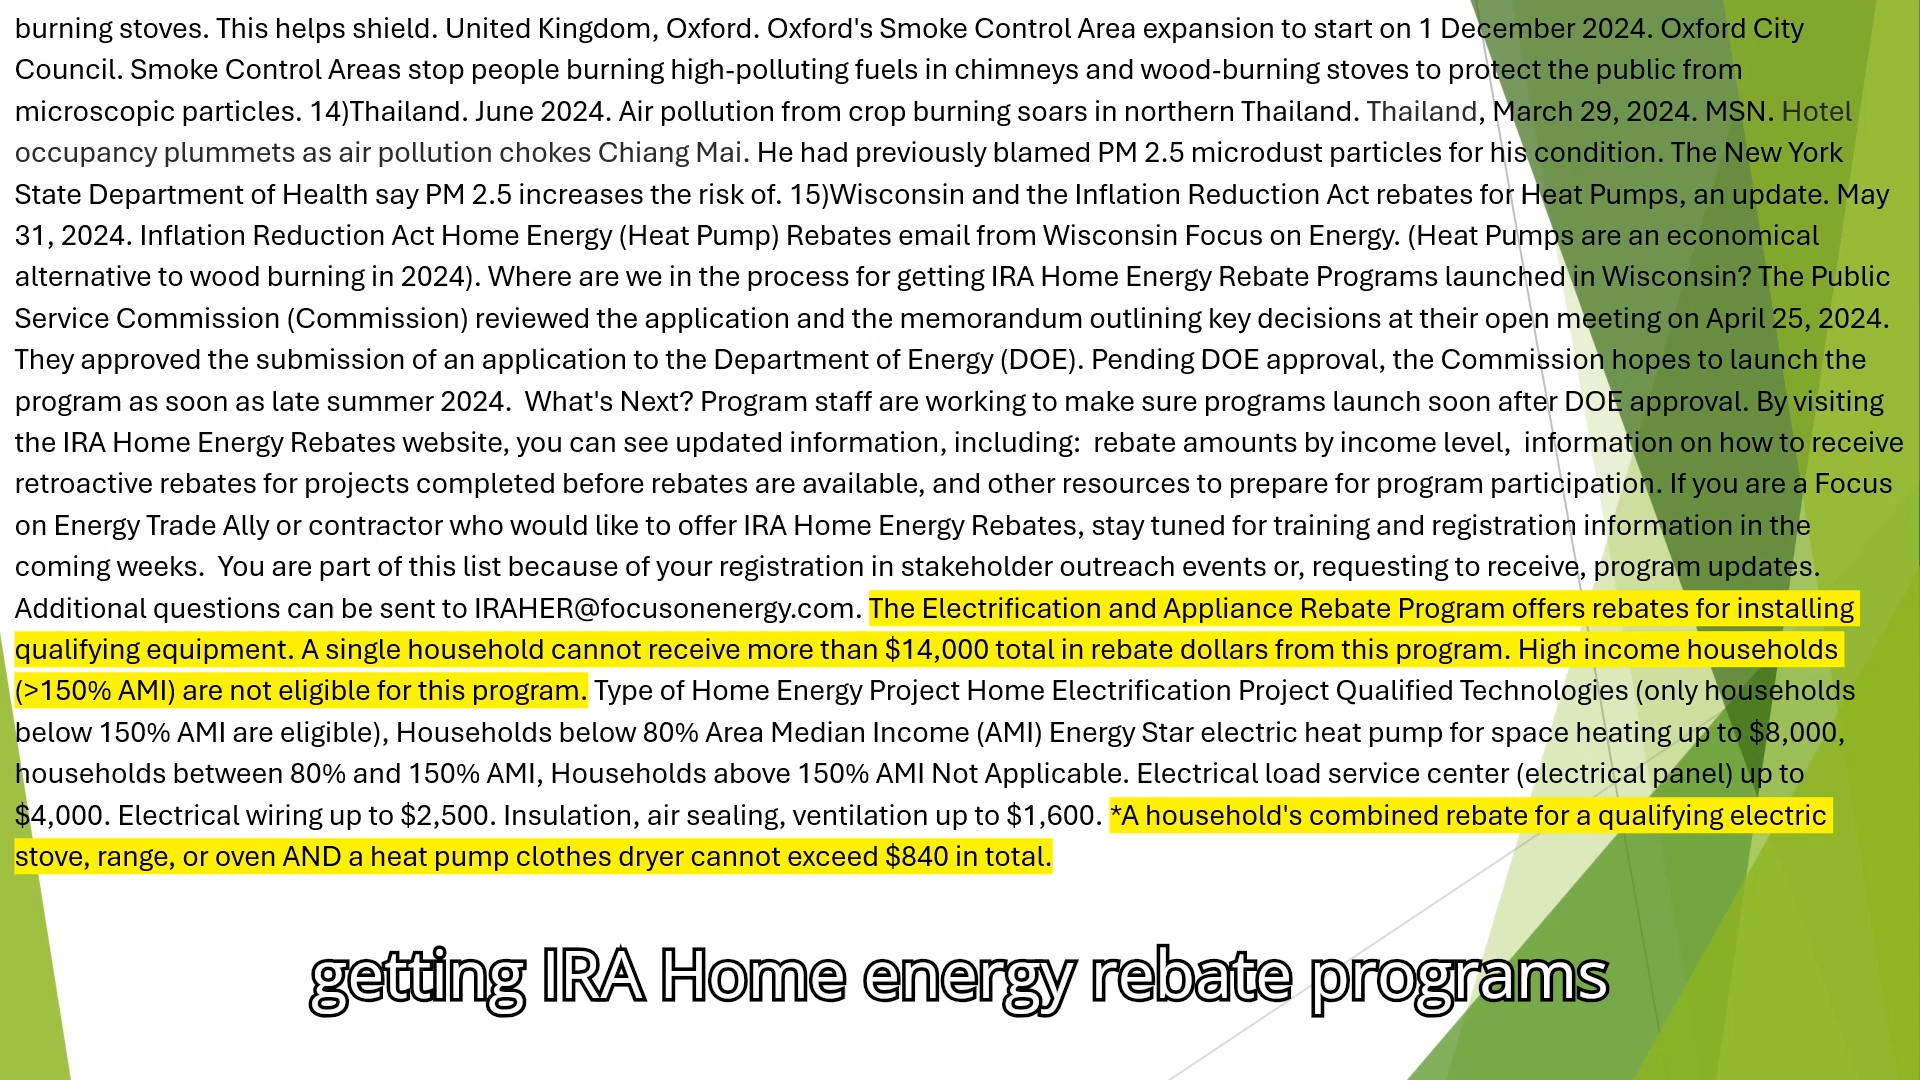 burning stoves. This helps shield. United Kingdom, Oxford. Oxford's Smoke Control Area expansion to start on 1 December 2024. Oxford City
Council. Smoke Control Areas stop people burning high-polluting fuels in chimneys and wood-burning stoves to protect the public from
microscopic particles. 14)Thailand. June 2024. Air pollution from crop burning soars in northern Thailand. Thailand, March 29, 2024. MSN. Hotel
occupancy plummets as air pollution chokes Chiang Mai. He had previously blamed PM 2.5 microdust particles for his condition. The New York
State Department of Health say PM 2.5 increases the risk of. 15)Wisconsin and the Inflation Reduction Act rebates for Heat Pumps, an update. May
31, 2024. Inflation Reduction Act Home Energy (Heat Pump) Rebates email from Wisconsin Focus on Energy. (Heat Pumps are an economical
alternative to wood burning in 2024). Where are we in the process for getting IRA Home Energy Rebate Programs launched in Wisconsin? The Public
Service Commission (Commission) reviewed the application and the memorandum outlining key decisions at their open meeting on April 25, 2024.
They approved the submission of an application to the Department of Energy (DOE). Pending DOE approval, the Commission hopes to launch the
program as soon as late summer 2024.  What's Next? Program staff are working to make sure programs launch soon after DOE approval. By visiting
the IRA Home Energy Rebates website, you can see updated information, including:  rebate amounts by income level,  information on how to receive
retroactive rebates for projects completed before rebates are available, and other resources to prepare for program participation. If you are a Focus
on Energy Trade Ally or contractor who would like to offer IRA Home Energy Rebates, stay tuned for training and registration information in the
coming weeks.  You are part of this list because of your registration in stakeholder outreach events or, requesting to receive, program updates.
Additional questions can be sent to IRAHER@focusonenergy.com. The Electrification and Appliance Rebate Program offers rebates for installing
qualifying equipment. A single household cannot receive more than $14,000 total in rebate dollars from this program. High income households
(>150% AMI) are not eligible for this program. Type of Home Energy Project Home Electrification Project Qualified Technologies (only households
below 150% AMI are eligible), Households below 80% Area Median Income (AMI) Energy Star electric heat pump for space heating up to $8,000,
households between 80% and 150% AMI, Households above 150% AMI Not Applicable. Electrical load service center (electrical panel) up to
$4,000. Electrical wiring up to $2,500. Insulation, air sealing, ventilation up to $1,600. *A household's combined rebate for a qualifying electric
stove, range, or oven AND a heat pump clothes dryer cannot exceed $840 in total.
getting IRA Home energy rebate programs